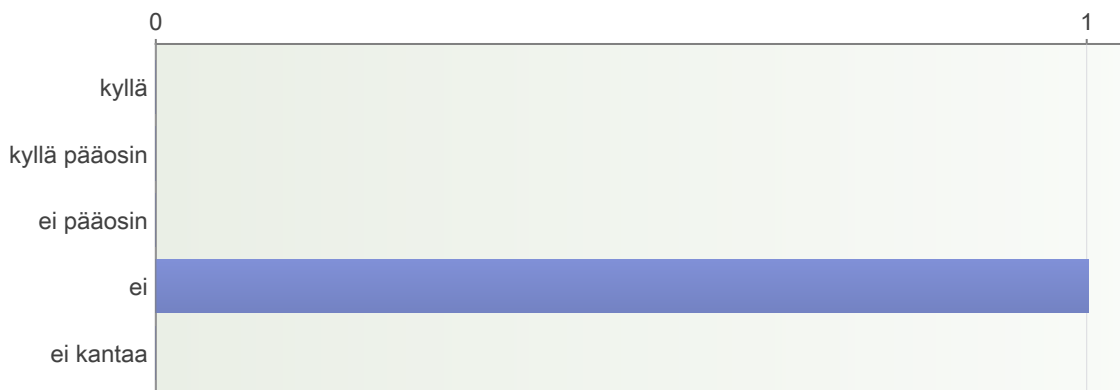 0 1
kyllä
kyllä pääosin
ei pääosin
ei
ei kantaa